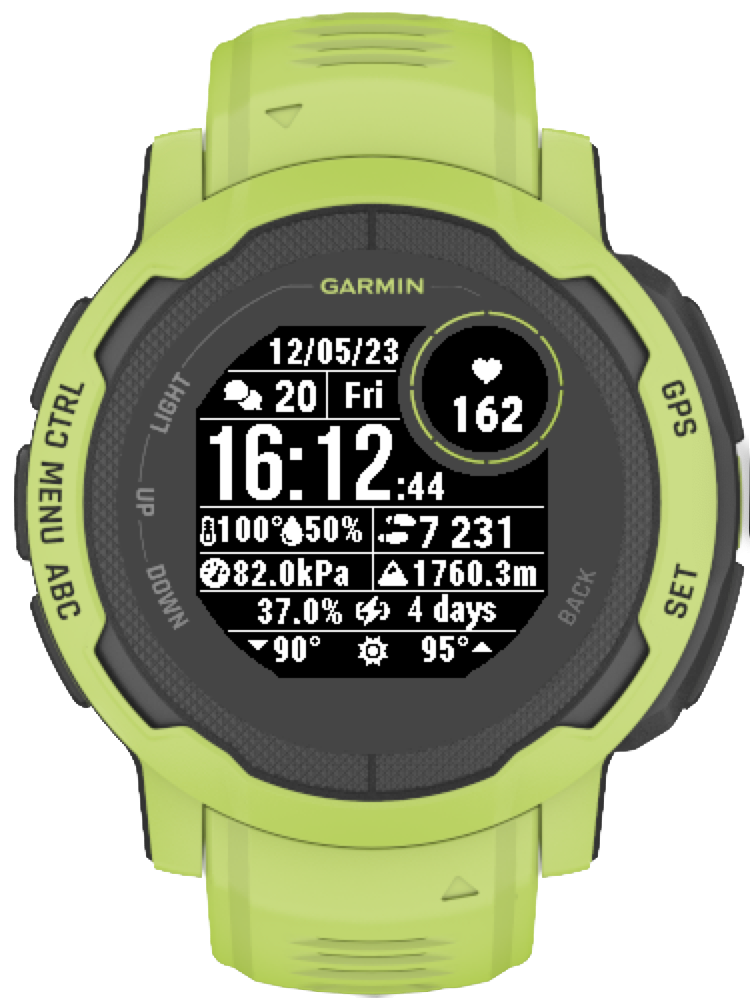 GARMIN
12/05/23
20 Fri
162
16:12:44
100° 50% 7 231
82.0kPa 1760.3m
37.0% 4 days
90° 95°
LIGHT
CTRL
UP
MENU
DOWN
ABC
GPS
BACK
SET